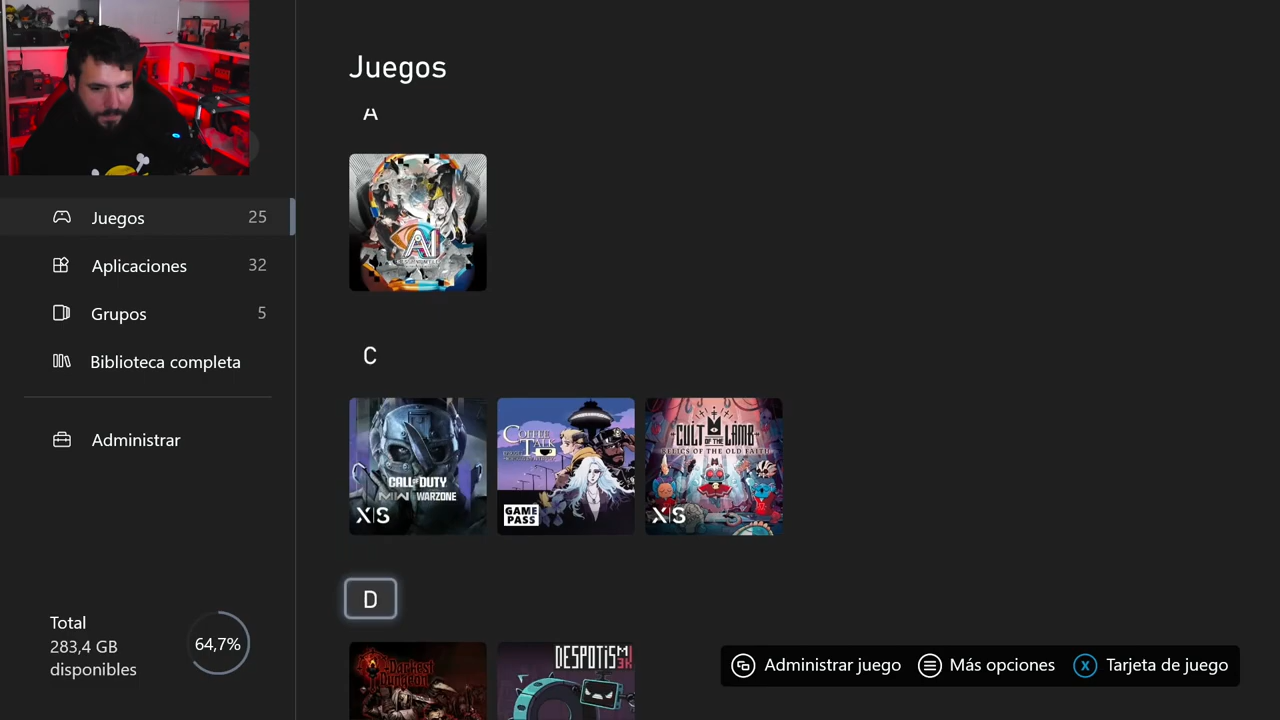 Juegos
A
AI
Juegos 25
Aplicaciones 32
Grupos 5
Biblioteca completa
Administrar
C
CALL OF DUTY
MW WARZONE
X|S
COFFEE
TALK
GAME
PASS
CULT OF THE LAMB
RELICS OF THE OLD FAITH
X|S
D
Darkest
Dungeon
DESPOTISM
3K
Total
283,4 GB
disponibles
64,7%
Administrar juego
Más opciones
X Tarjeta de juego